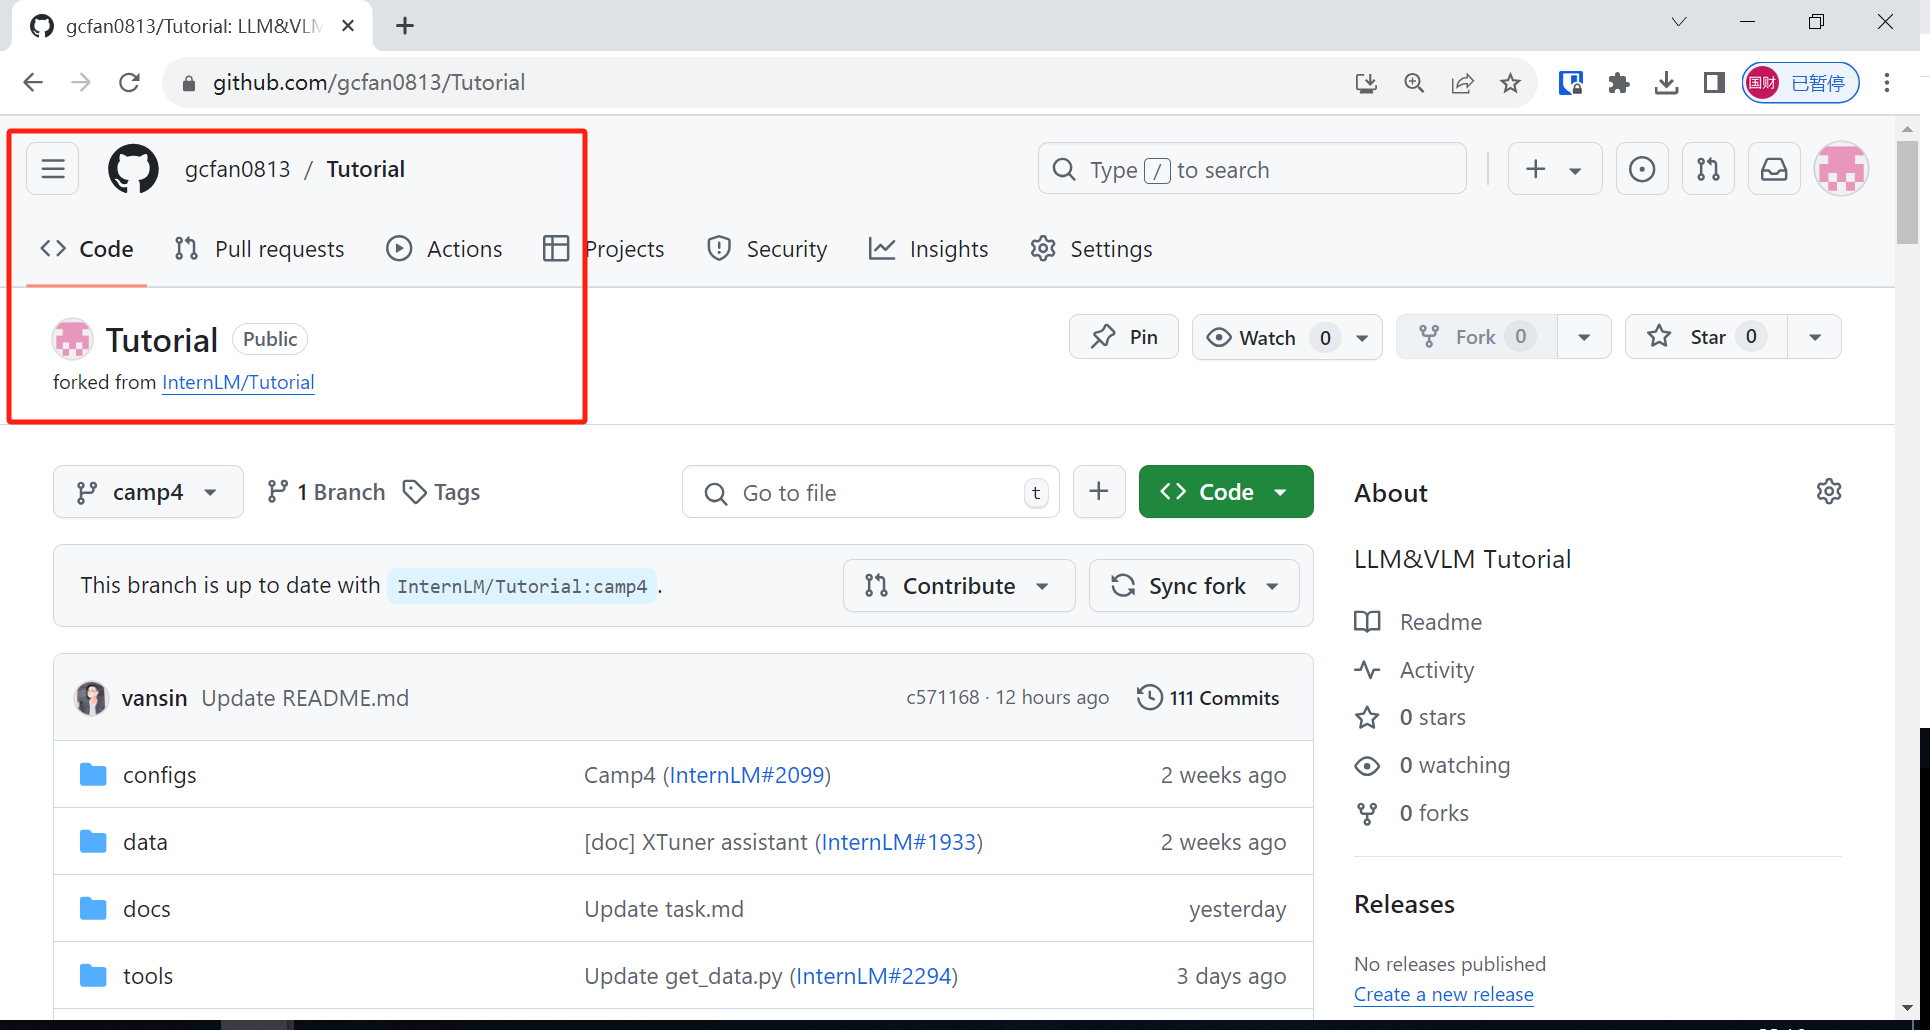 gcfan0813/Tutorial: LLM&VLM
github.com/gcfan0813/Tutorial
国财 已暂停
gcfan0813 / Tutorial
Type / to search
Code Pull requests Actions Projects Security Insights Settings
Tutorial Public
Pin Watch 0 Fork 0 Star 0
forked from InternLM/Tutorial
camp4 1 Branch Tags Go to file t Code
This branch is up to date with InternLM/Tutorial:camp4 .
Contribute Sync fork
vansin Update README.md c571168 · 12 hours ago 111 Commits
configs Camp4 (InternLM#2099) 2 weeks ago
data [doc] XTuner assistant (InternLM#1933) 2 weeks ago
docs Update task.md yesterday
tools Update get_data.py (InternLM#2294) 3 days ago
About
LLM&VLM Tutorial
Readme
Activity
0 stars
0 watching
0 forks
Releases
No releases published
Create a new release